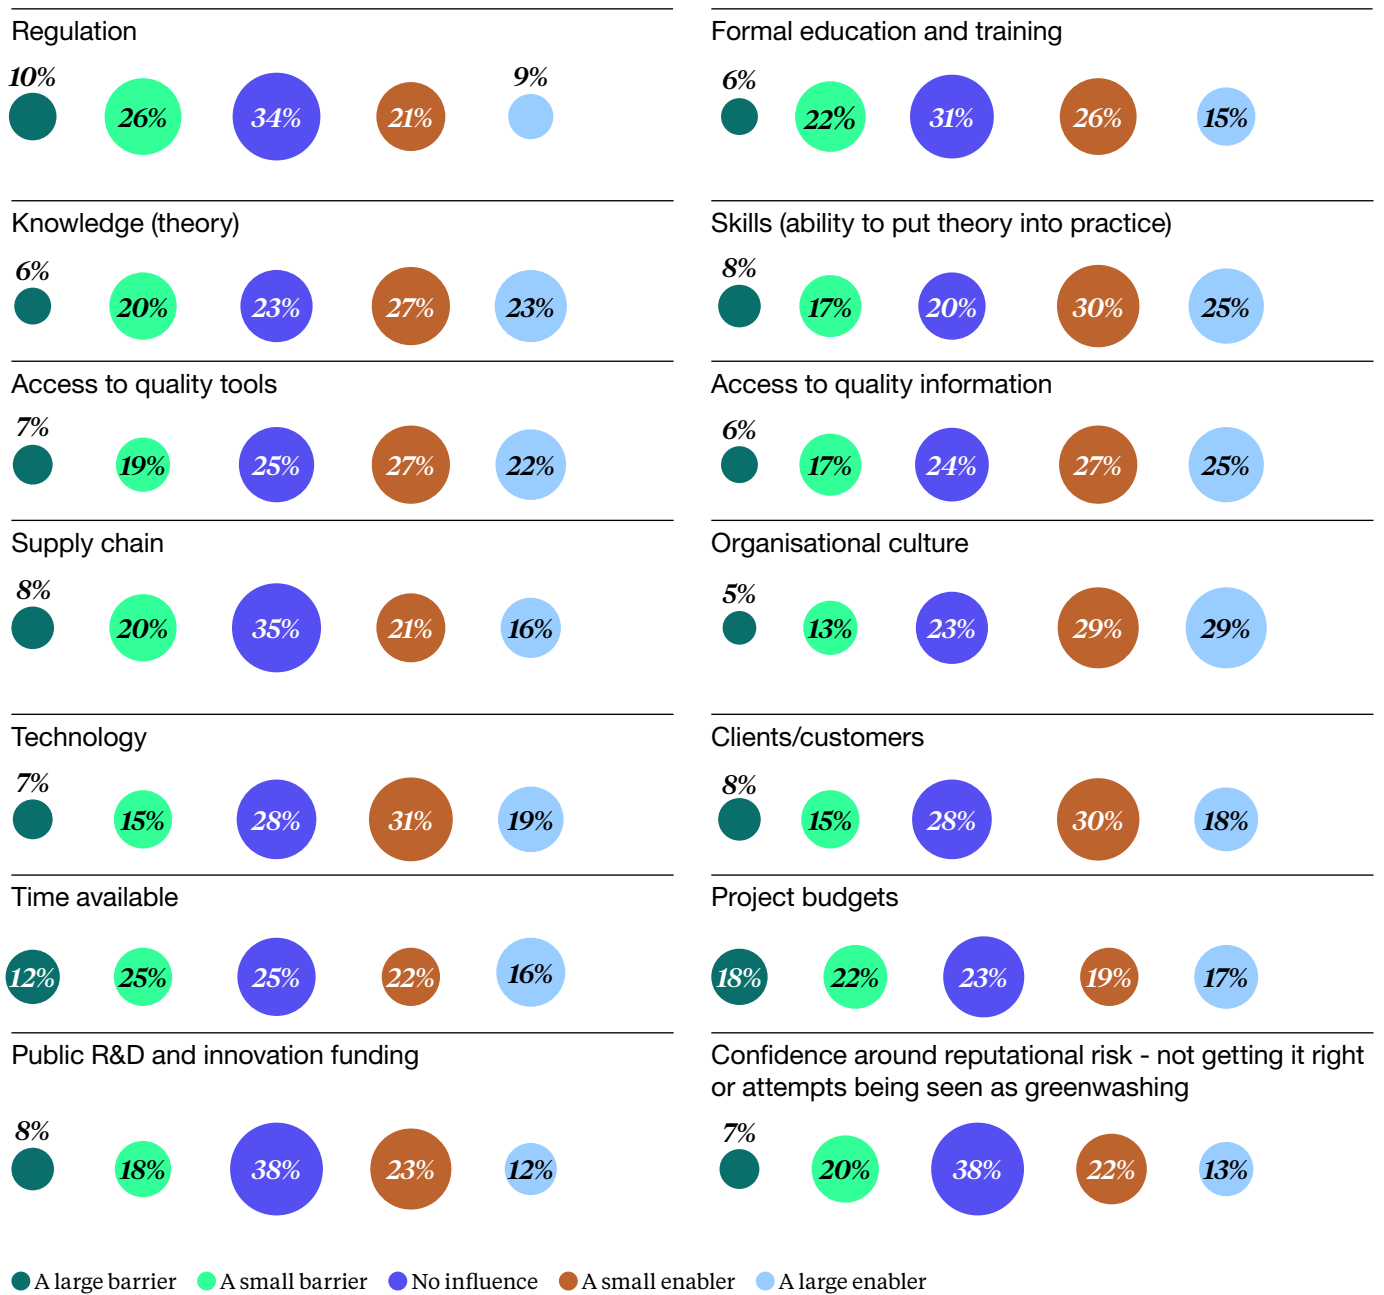 Regulation
10% 26% 34% 21% 9%
Formal education and training
6% 22% 31% 26% 15%
Knowledge (theory)
6% 20% 23% 27% 23%
Skills (ability to put theory into practice)
8% 17% 20% 30% 25%
Access to quality tools
7% 19% 25% 27% 22%
Access to quality information
6% 17% 24% 27% 25%
Supply chain
8% 20% 35% 21% 16%
Organisational culture
5% 13% 23% 29% 29%
Technology
7% 15% 28% 31% 19%
Clients/customers
8% 15% 28% 30% 18%
Time available
12% 25% 25% 22% 16%
Project budgets
18% 22% 23% 19% 17%
Public R&D and innovation funding
8% 18% 38% 23% 12%
Confidence around reputational risk - not getting it right
or attempts being seen as greenwashing
7% 20% 38% 22% 13%
A large barrier A small barrier No influence A small enabler A large enabler